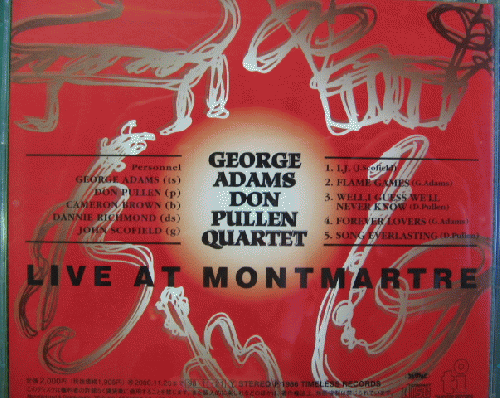 Personnel
GEORGE ADAMS (ts)
DON PULLEN (p)
CAMERON BROWN (b)
DANNIE RICHMOND (ds)
JOHN SCOFIELD (g)
GEORGE
ADAMS
DON
PULLEN
QUARTET
1. I.J. (J.Scofield)
2. FLAME GAMES (G.Adams)
3. WELL I GUESS WE'LL
NEVER KNOW (D.Pullen)
4. FOREVER LOVERS (G.Adams)
5. SONG EVERLASTING (D.Pullen)
LIVE AT MONTMARTRE
STEREO 1986 TIMELESS RECORDS